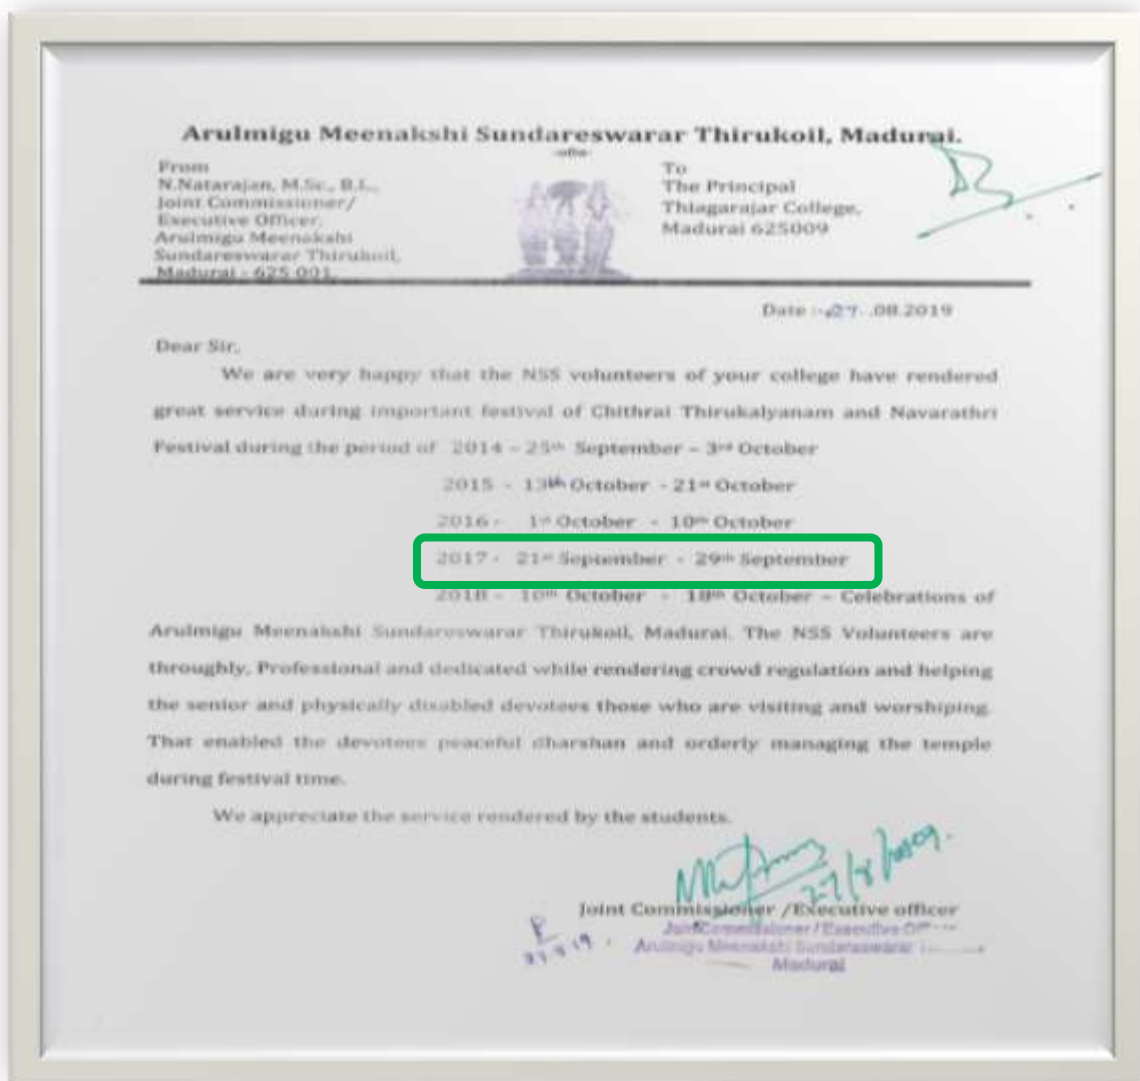 Arulmigu Meenakshi Sundareswarar Thirukoil, Madurai.
From
N.Natarajan, M.Sc., B.L.,
Joint Commissioner/
Executive Officer,
Arulmigu Meenakshi
Sundareswarar Thirukoil,
Madurai - 625 001.
To
The Principal
Thiagarajar College,
Madurai 625009
Date :- 27 .08.2019
Dear Sir,
We are very happy that the NSS volunteers of your college have rendered
great service during important festival of Chithrai Thirukalyanam and Navarathri
Festival during the period of 2014 - 25th September - 3rd October
2015 - 13th October - 21st October
2016 - 1st October - 10th October
2017 - 21st September - 29th September
2018 - 10th October - 18th October - Celebrations of
Arulmigu Meenakshi Sundareswarar Thirukoil, Madurai. The NSS Volunteers are
throughly, Professional and dedicated while rendering crowd regulation and helping
the senior and physically disabled devotees those who are visiting and worshiping.
That enabled the devotees peaceful dharshan and orderly managing the temple
during festival time.
We appreciate the service rendered by the students.
Joint Commissioner /Executive officer
Joint Commissioner / Executive
Arulmigu Meenakshi Sundareswarar
Madurai